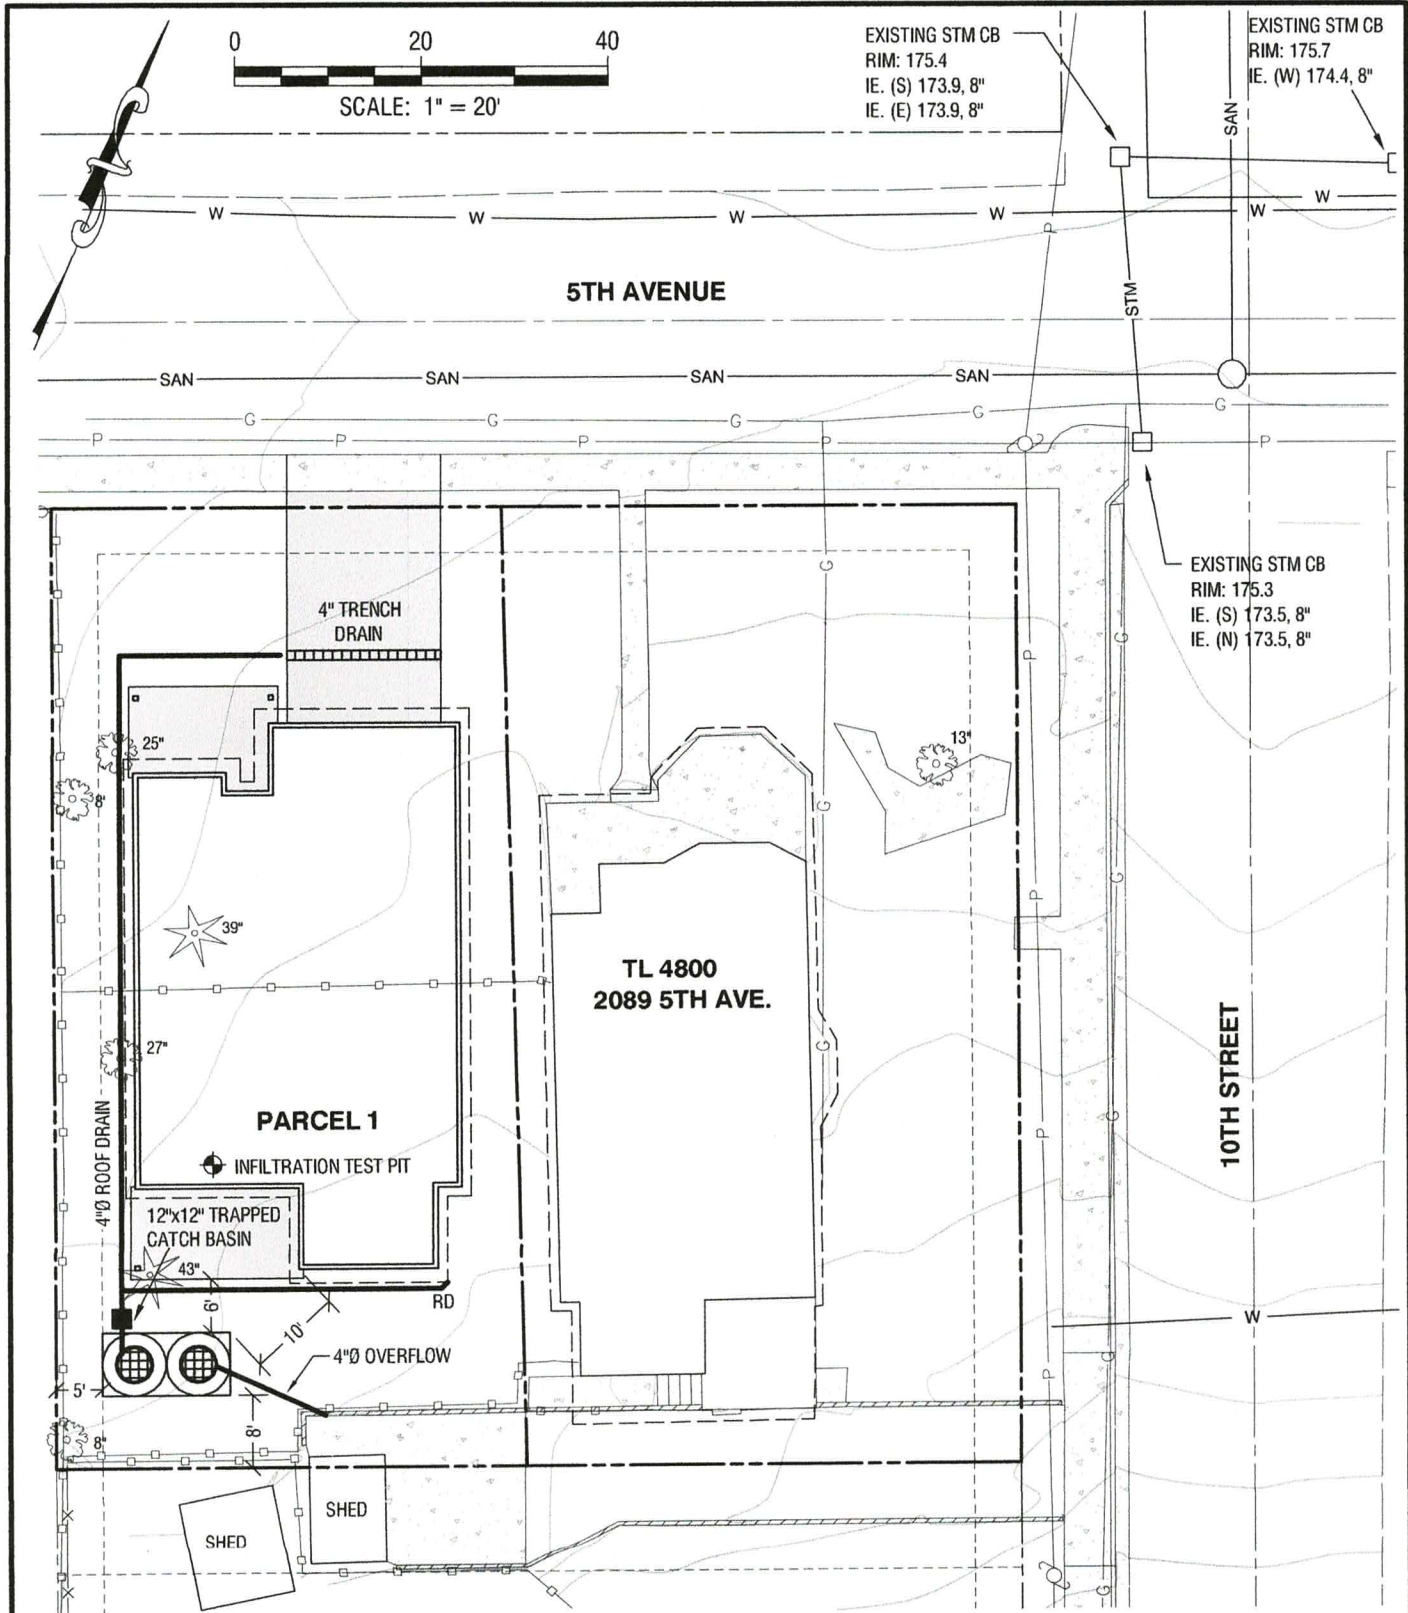 0 20 40
SCALE: 1" = 20'
EXISTING STM CB
RIM: 175.4
IE. (S) 173.9, 8"
IE. (E) 173.9, 8"
EXISTING STM CB
RIM: 175.7
IE. (W) 174.4, 8"
SAN
W W W W W W
P
5TH AVENUE
STM
SAN SAN SAN SAN
G G G G G
P P P P P
EXISTING STM CB
RIM: 175.3
IE. (S) 173.5, 8"
IE. (N) 173.5, 8"
4" TRENCH
DRAIN
G
G
P
25"
8"
13"
G
G
P
39"
TL 4800
2089 5TH AVE.
G
27"
10TH STREET
PARCEL 1
G
P
INFILTRATION TEST PIT
4"Ø ROOF DRAIN
12"x12" TRAPPED
CATCH BASIN
43"
6'
RD
10'
W
4"Ø OVERFLOW
G
P
5'
8'
8"
SHED
SHED
G